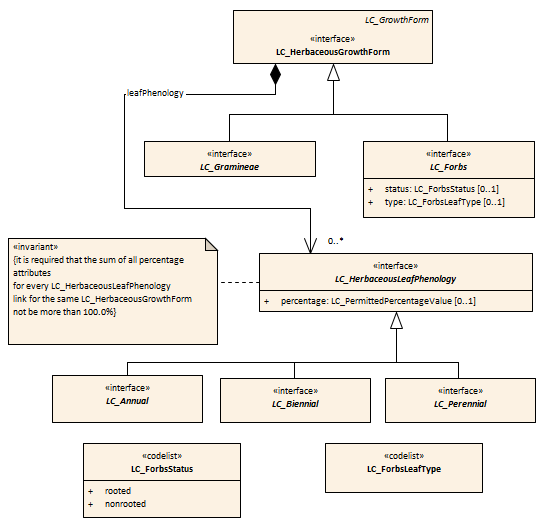 LC_GrowthForm
«interface»
LC_HerbaceousGrowthForm
leafPhenology
«interface»
LC_Gramineae
«interface»
LC_Forbs
+ status: LC_ForbsStatus [0..1]
+ type: LC_ForbsLeafType [0..1]
0..*
«invariant»
{it is required that the sum of all percentage
attributes
for every LC_HerbaceousLeafPhenology
link for the same LC_HerbaceousGrowthForm
not be more than 100.0%}
«interface»
LC_HerbaceousLeafPhenology
+ percentage: LC_PermittedPercentageValue [0..1]
«interface»
LC_Annual
«interface»
LC_Biennial
«interface»
LC_Perennial
«codelist»
LC_ForbsStatus
+ rooted
+ nonrooted
«codelist»
LC_ForbsLeafType